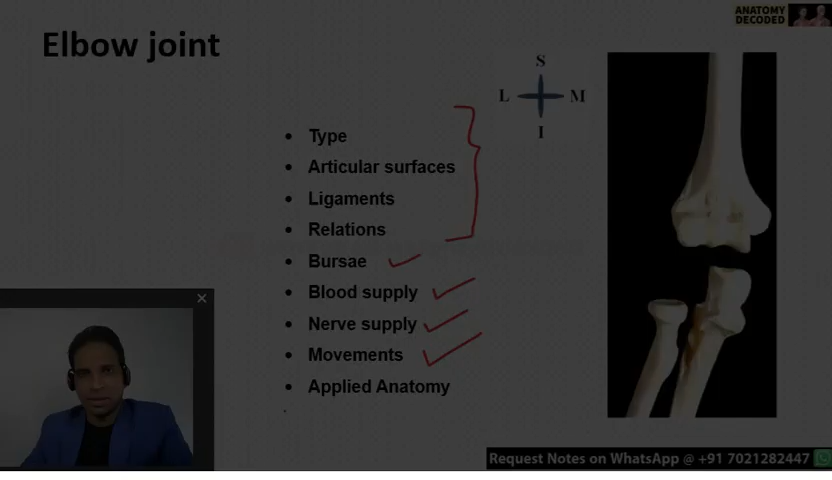 ANATOMY
DECODED
Elbow joint
S
L M
I
• Type
• Articular surfaces
• Ligaments
• Relations
• Bursae
• Blood supply
• Nerve supply
• Movements
• Applied Anatomy
Request Notes on WhatsApp @ +91 7021282447